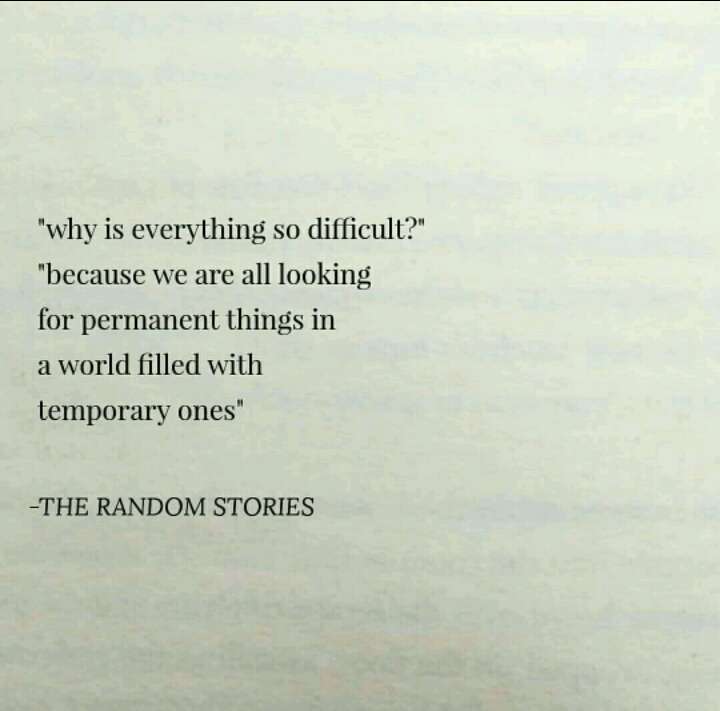 "why is everything so difficult?"
"because we are all looking
for permanent things in
a world filled with
temporary ones"
-THE RANDOM STORIES